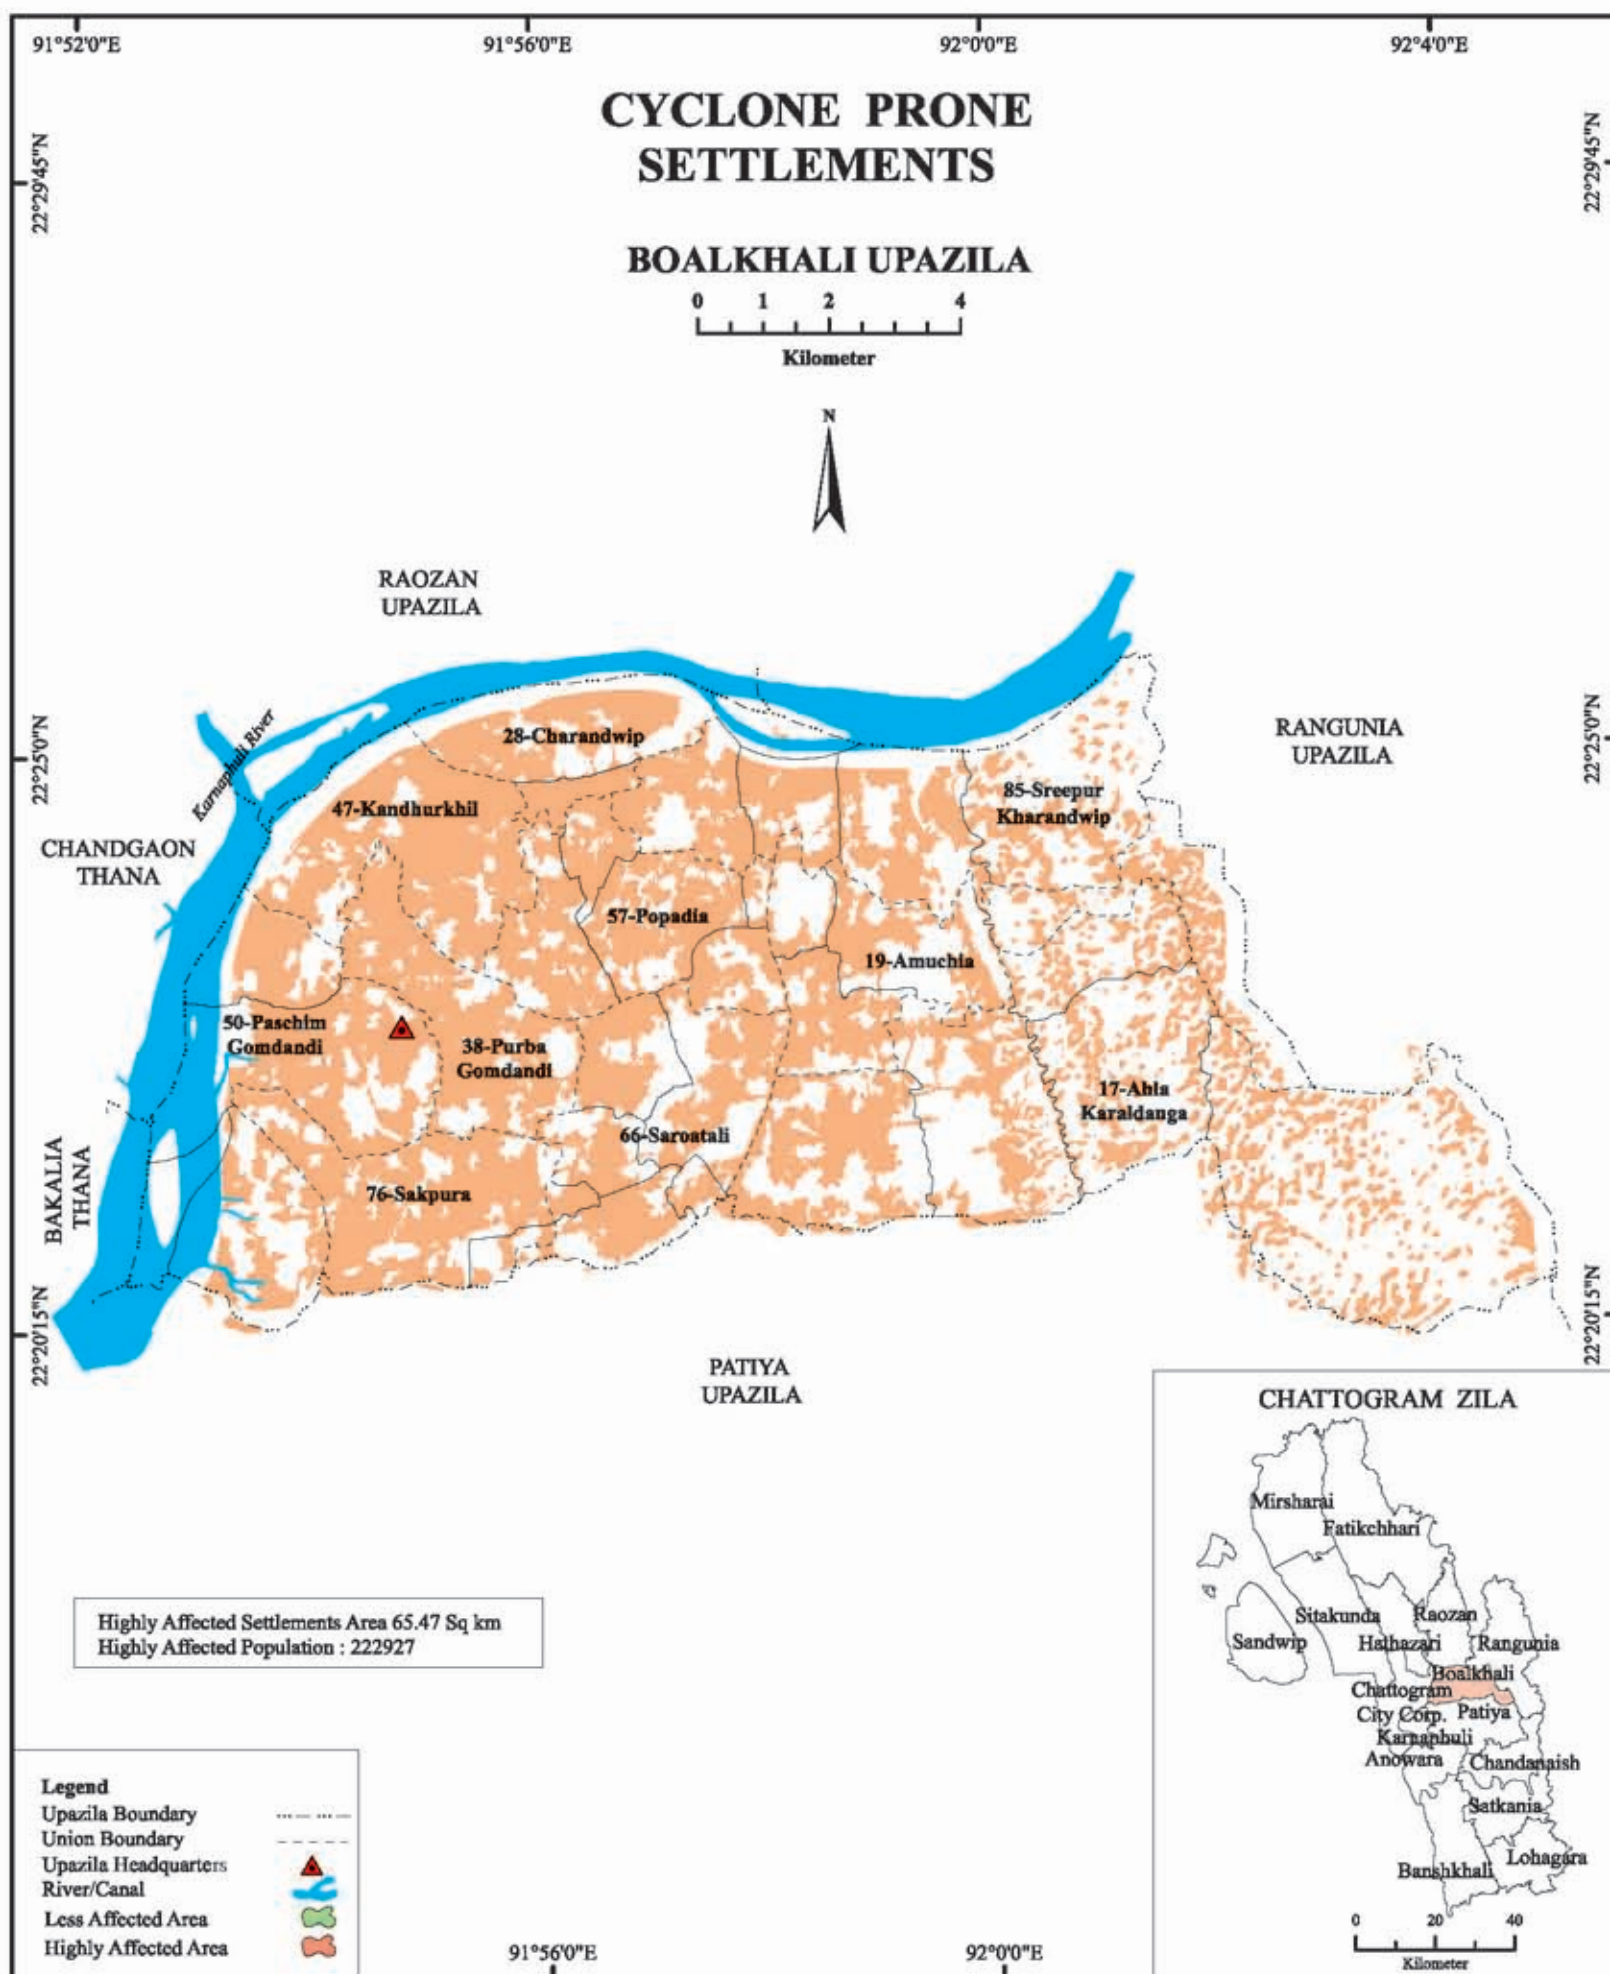 91°52'0"E
91°56'0"E
92°0'0"E
92°4'0"E
22°29'45"N
22°29'45"N
CYCLONE PRONE
SETTLEMENTS
BOALKHALI UPAZILA
0 1 2 4
Kilometer
N
RAOZAN
UPAZILA
Karnaphuli River
22°25'0"N
22°25'0"N
RANGUNIA
UPAZILA
CHANDGAON
THANA
28-Charandwip
47-Kandhurkhil
85-Sreepur
Kharandwip
57-Popadia
19-Amuchia
50-Paschim
Gomdandi
38-Purba
Gomdandi
17-Ahla
Karaldanga
66-Saroatali
76-Sakpura
BAKALIA
THANA
22°20'15"N
22°20'15"N
PATIYA
UPAZILA
CHATTOGRAM ZILA
Mirsharai
Fatikchhari
Sitakunda
Raozan
Sandwip
Hathazari
Rangunia
Boalkhali
Chattogram
City Corp.
Patiya
Karnaphuli
Anowara
Chandanaish
Satkania
Banshkhali
Lohagara
0 20 40
Kilometer
Highly Affected Settlements Area 65.47 Sq km
Highly Affected Population : 222927
Legend
Upazila Boundary
Union Boundary
Upazila Headquarters
River/Canal
Less Affected Area
Highly Affected Area
91°56'0"E
92°0'0"E